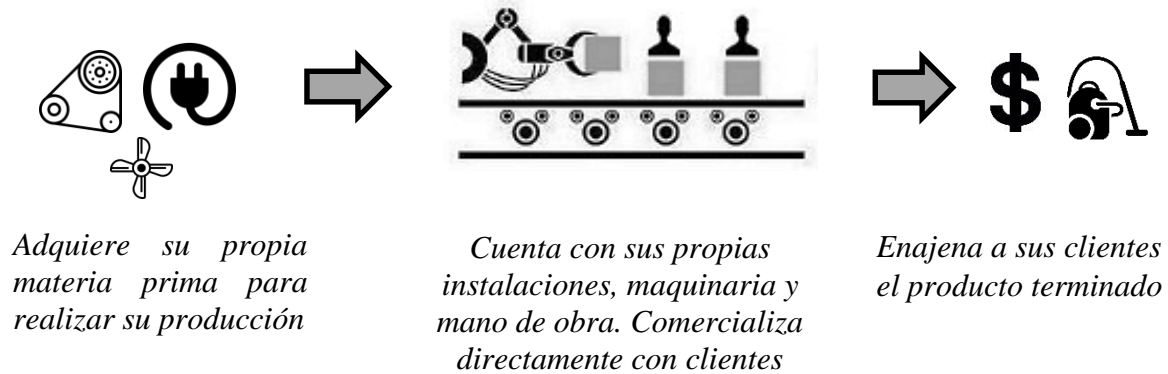 Adquiere su propia
materia prima para
realizar su producción
Cuenta con sus propias
instalaciones, maquinaria y
mano de obra. Comercializa
directamente con clientes
Enajena a sus clientes
el producto terminado
$